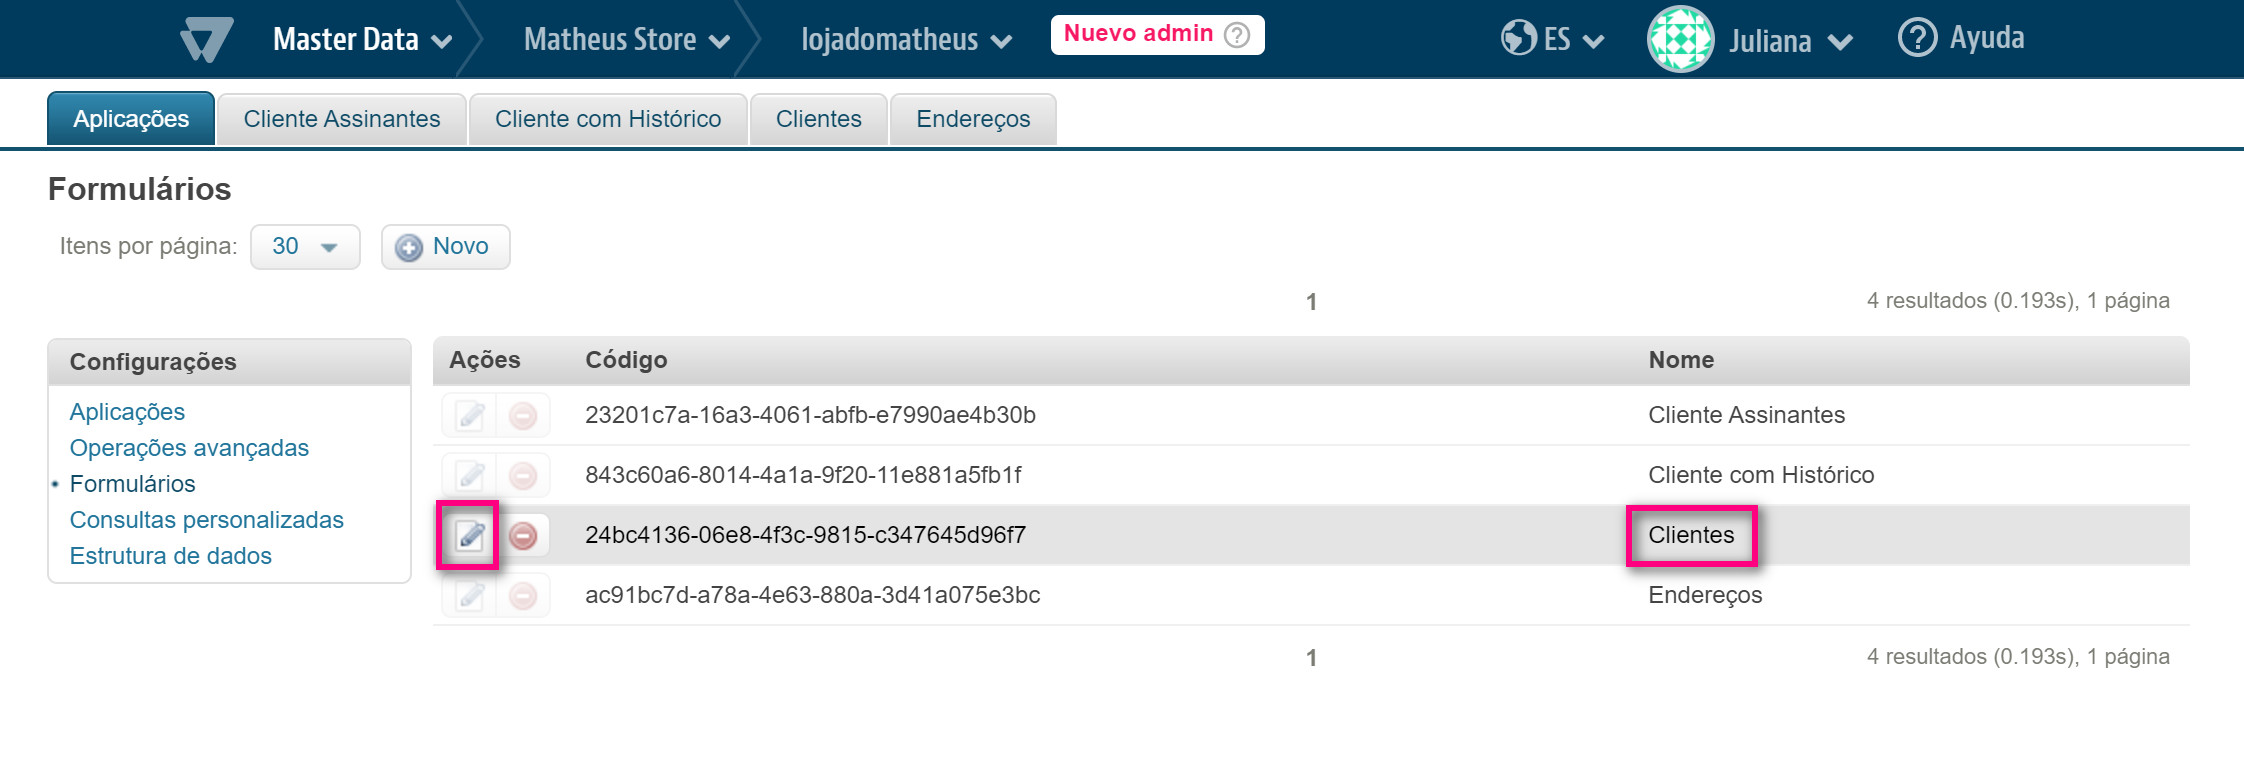 Master Data Matheus Store lojadomatheus Nuevo admin ? ES Juliana ? Ayuda
Aplicações Cliente Assinantes Cliente com Histórico Clientes Endereços
Formulários
Itens por página: 30 Novo
1 4 resultados (0.193s), 1 página
Configurações
Aplicações
Operações avançadas
Formulários
Consultas personalizadas
Estrutura de dados
Ações Código Nome
23201c7a-16a3-4061-abfb-e7990ae4b30b Cliente Assinantes
843c60a6-8014-4a1a-9f20-11e881a5fb1f Cliente com Histórico
24bc4136-06e8-4f3c-9815-c347645d96f7 Clientes
ac91bc7d-a78a-4e63-880a-3d41a075e3bc Endereços
1 4 resultados (0.193s), 1 página